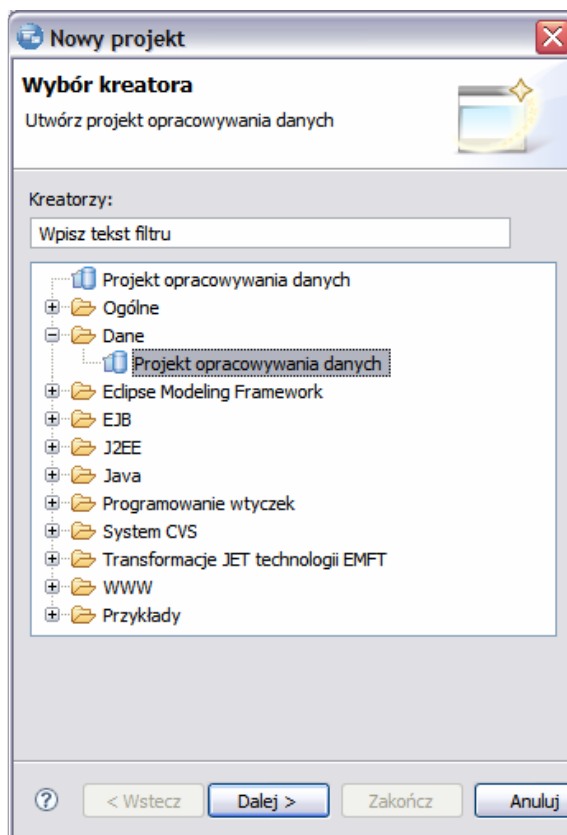 Nowy projekt
Wybór kreatora
Utwórz projekt opracowywania danych
Kreatorzy:
Wpisz tekst filtru
Projekt opracowywania danych
Ogólne
Dane
Projekt opracowywania danych
Eclipse Modeling Framework
EJB
J2EE
Java
Programowanie wtyczek
System CVS
Transformacje JET technologii EMFT
WWW
Przykłady
? < Wstecz Dalej > Zakończ Anuluj